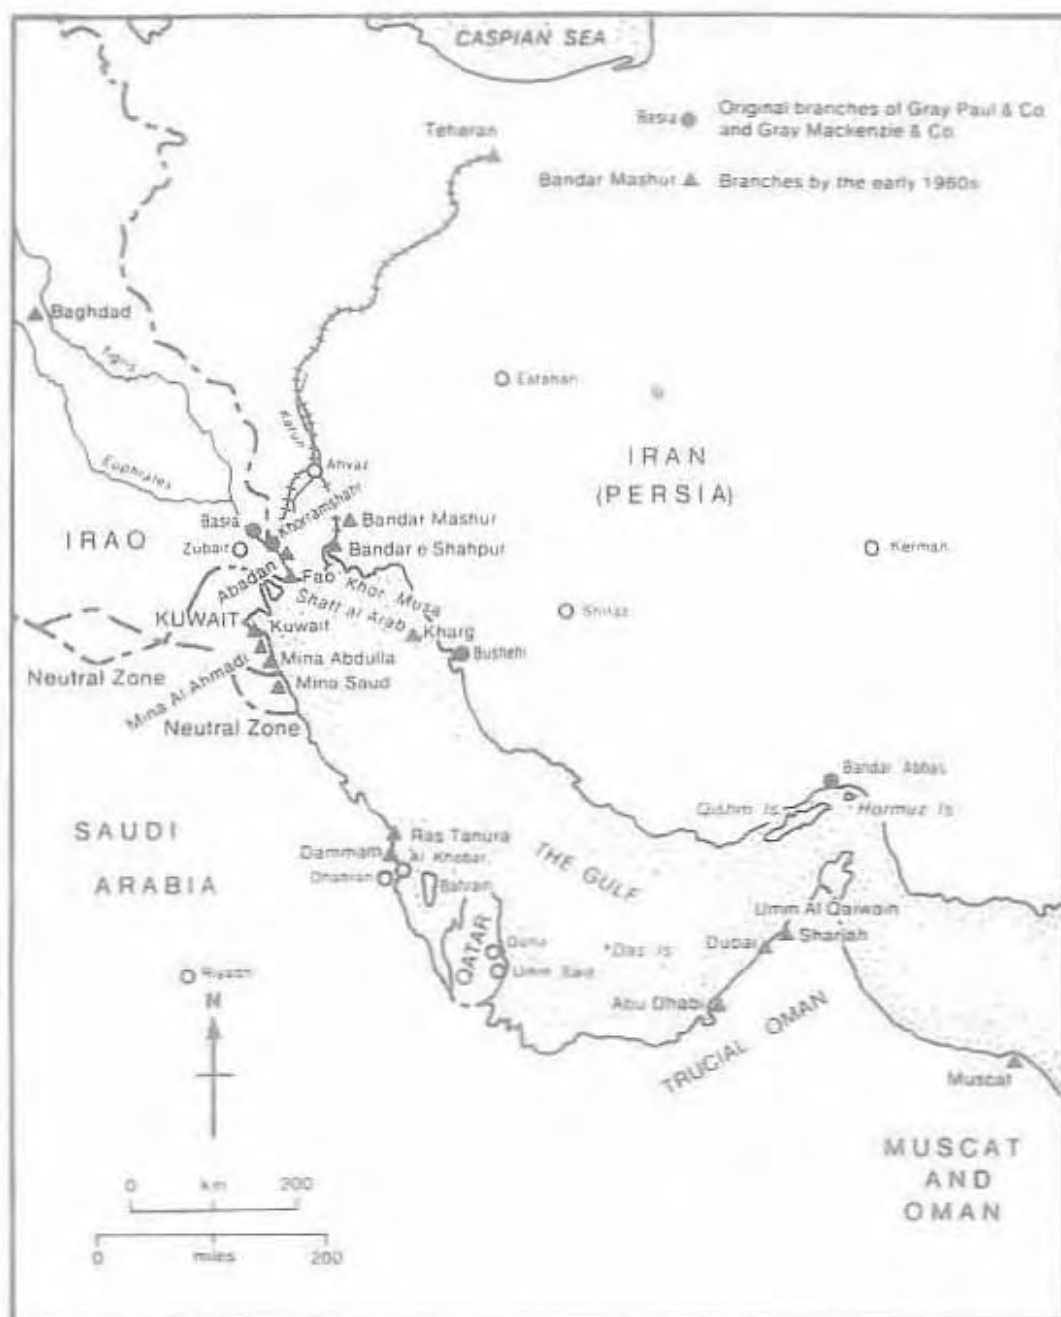 CASPIAN SEA
Basra
Original branches of Gray Paul & Co
and Gray Mackenzie & Co
Teheran
Bandar Mashur
Branches by the early 1960s
Baghdad
Tigris
Esfahan
Karun
IRAN
(PERSIA)
Euphrates
Ahvaz
Khorramshahr
Basra
Bandar Mashur
IRAQ
Zubair
Bandar e Shahpur
Kerman
Abadan
Fao
Khor Musa
Shatt al Arab
Shiraz
KUWAIT
Kuwait
Kharg
Bushehr
Mina Al Ahmadi
Mina Abdulla
Neutral Zone
Mina Saud
Neutral Zone
Bandar Abbas
Qishm Is.
Hormuz Is.
SAUDI
ARABIA
Ras Tanura
Dammam
Al Khobar
Dhahran
Bahrain
THE GULF
Umm Al Qaiwain
Sharjah
Dubai
QATAR
Doha
Das Is
Umm Said
Riyadh
Abu Dhabi
TRUCIAL OMAN
N
Muscat
MUSCAT
AND
OMAN
0 km 200
0 miles 200